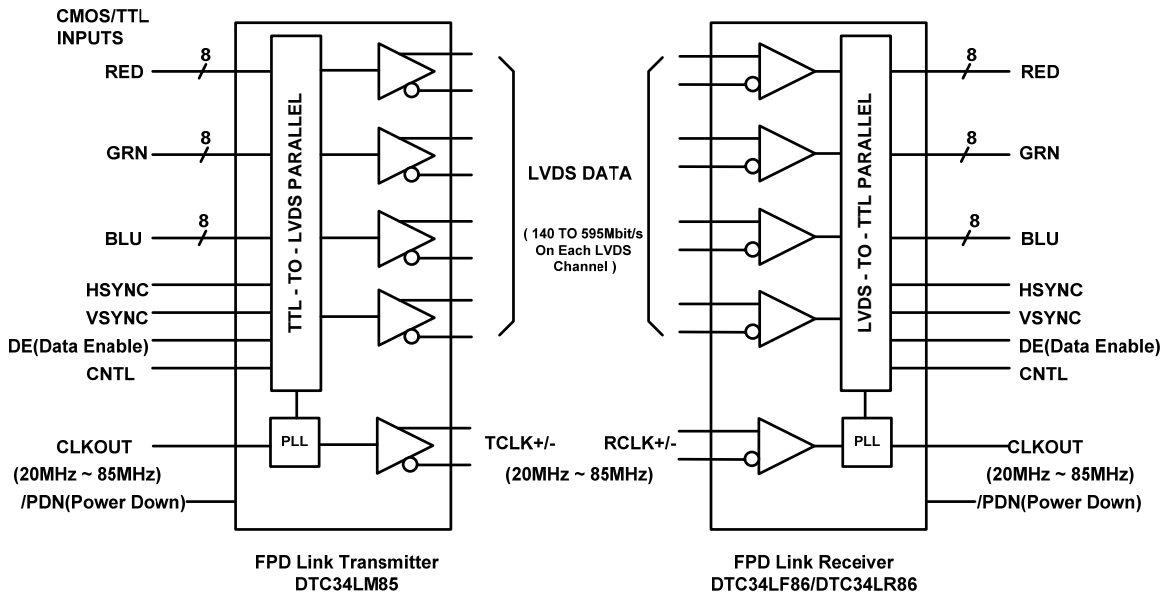 CMOS/TTL
INPUTS
RED
8
GRN
8
BLU
8
HSYNC
VSYNC
DE(Data Enable)
CNTL
CLKOUT
(20MHz ~ 85MHz)
/PDN(Power Down)
TTL - TO - LVDS PARALLEL
PLL
TCLK+/-
(20MHz ~ 85MHz)
FPD Link Transmitter
DTC34LM85
LVDS DATA
( 140 TO 595Mbit/s
On Each LVDS
Channel )
RCLK+/-
LVDS - TO - TTL PARALLEL
PLL
8
RED
8
GRN
8
BLU
HSYNC
VSYNC
DE(Data Enable)
CNTL
CLKOUT
(20MHz ~ 85MHz)
/PDN(Power Down)
FPD Link Receiver
DTC34LF86/DTC34LR86